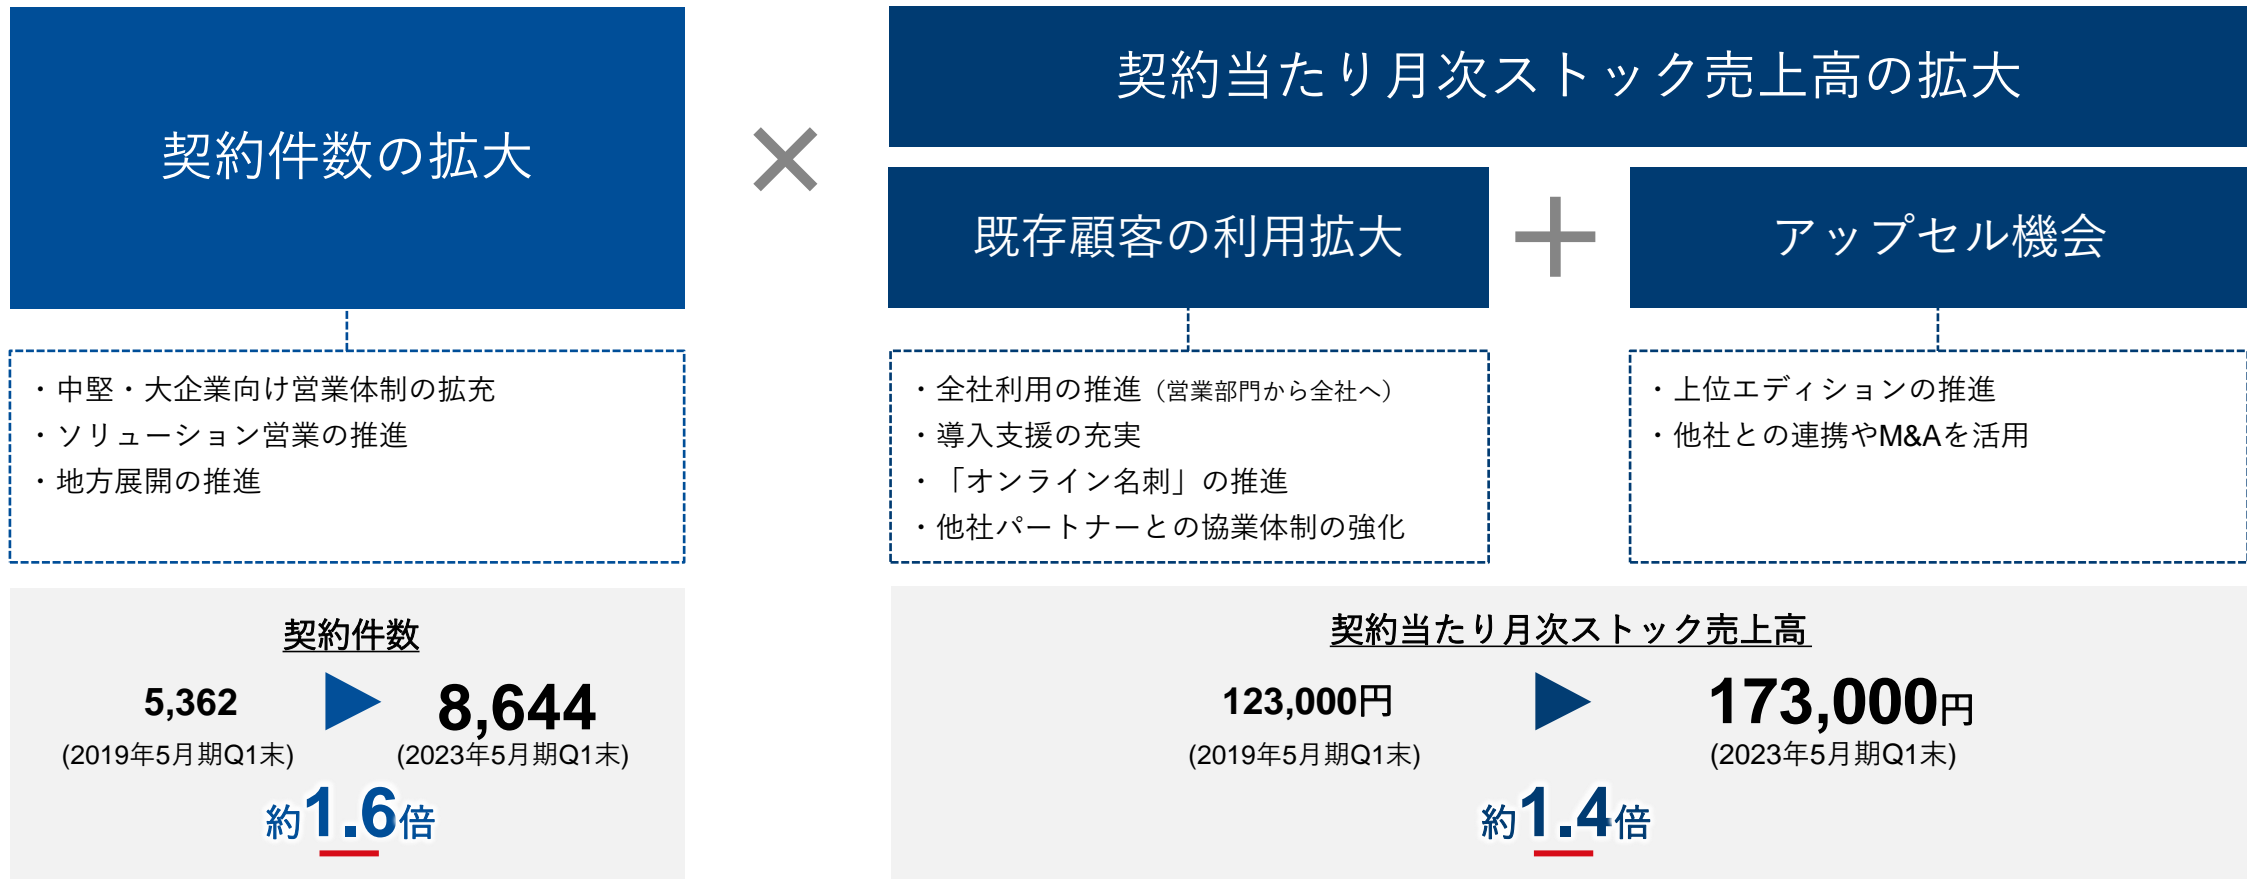 契約件数の拡大
×
契約当たり月次ストック売上高の拡大
既存顧客の利用拡大
＋
アップセル機会
・中堅・大企業向け営業体制の拡充
・ソリューション営業の推進
・地方展開の推進
・全社利用の推進（営業部門から全社へ）
・導入支援の充実
・「オンライン名刺」の推進
・他社パートナーとの協業体制の強化
・上位エディションの推進
・他社との連携やM&Aを活用
契約件数
5,362
8,644
(2019年5月期Q1末)
(2023年5月期Q1末)
約1.6倍
契約当たり月次ストック売上高
123,000円
173,000円
(2019年5月期Q1末)
(2023年5月期Q1末)
約1.4倍